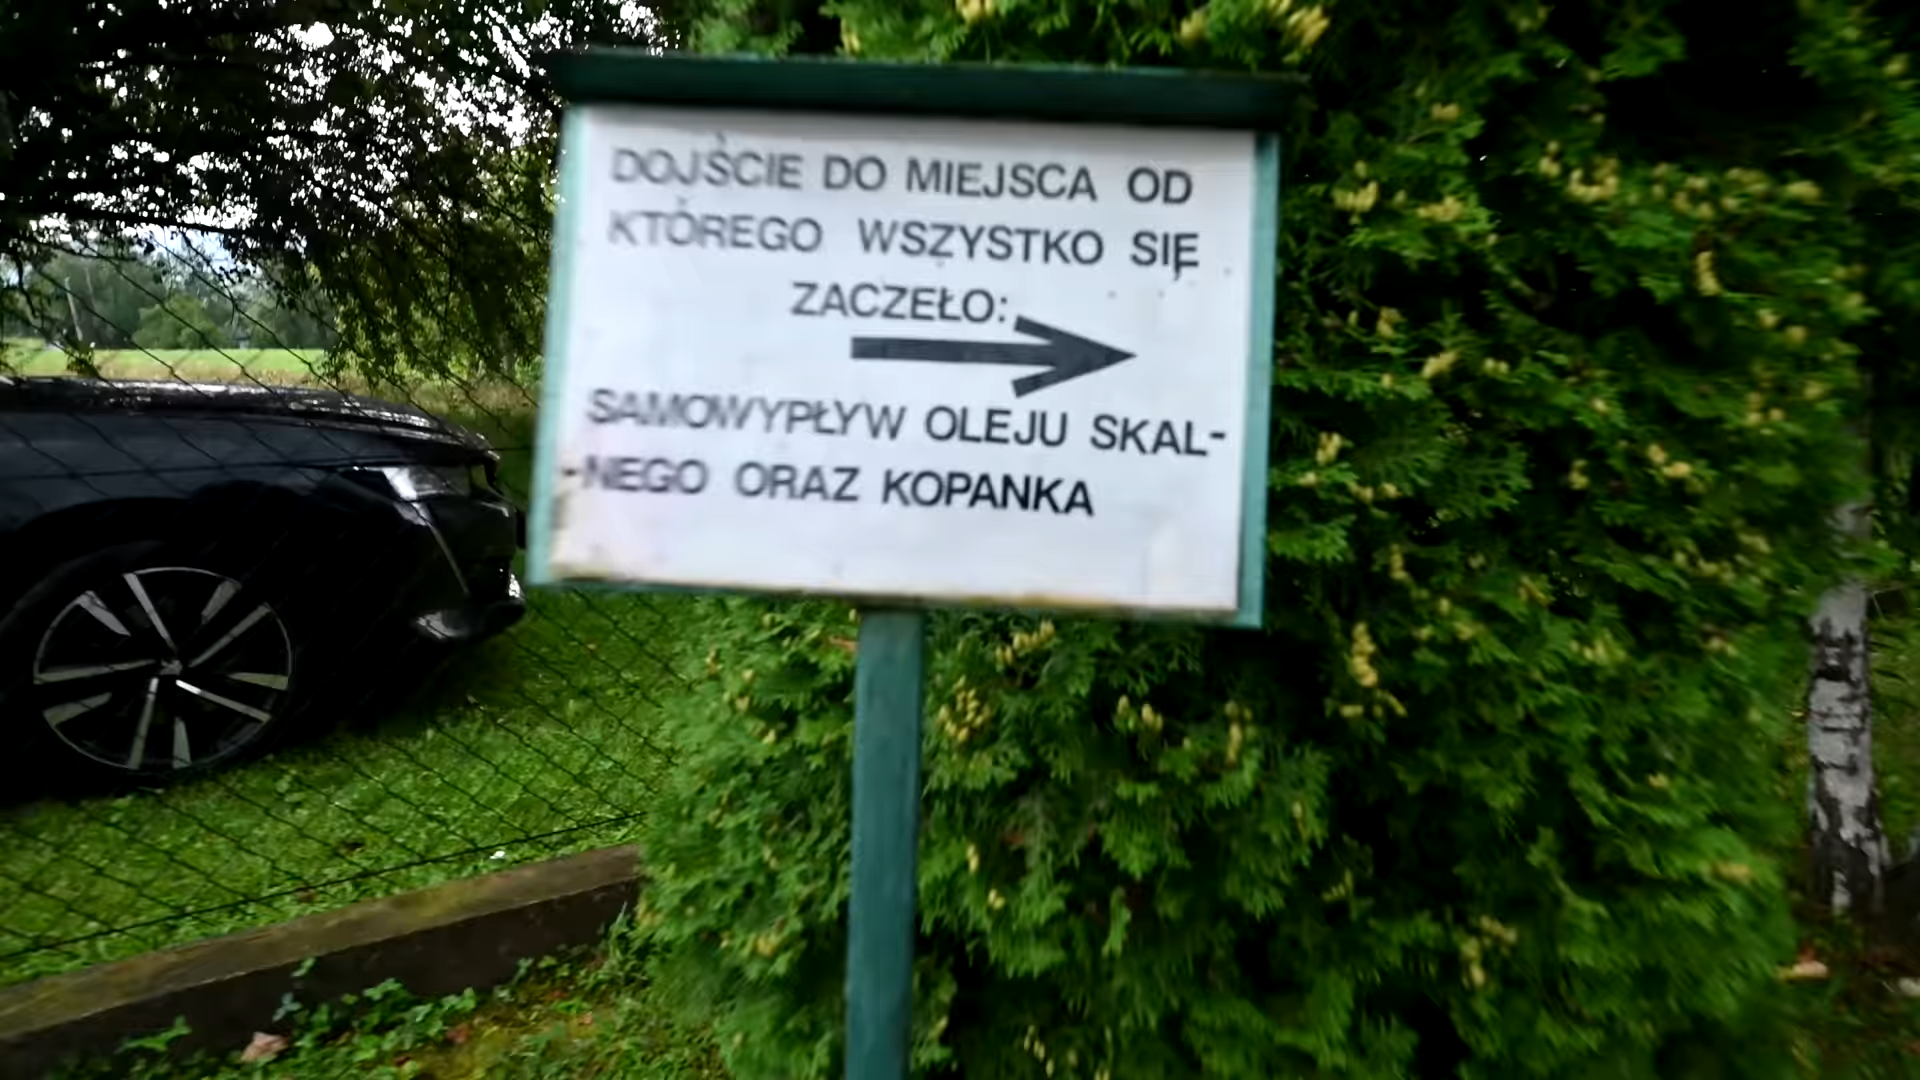 DOJŚCIE DO MIEJSCA OD
KTÓREGO WSZYSTKO SIĘ
ZACZEŁO:
SAMOWYPŁYW OLEJU SKAL-
-NEGO ORAZ KOPANKA